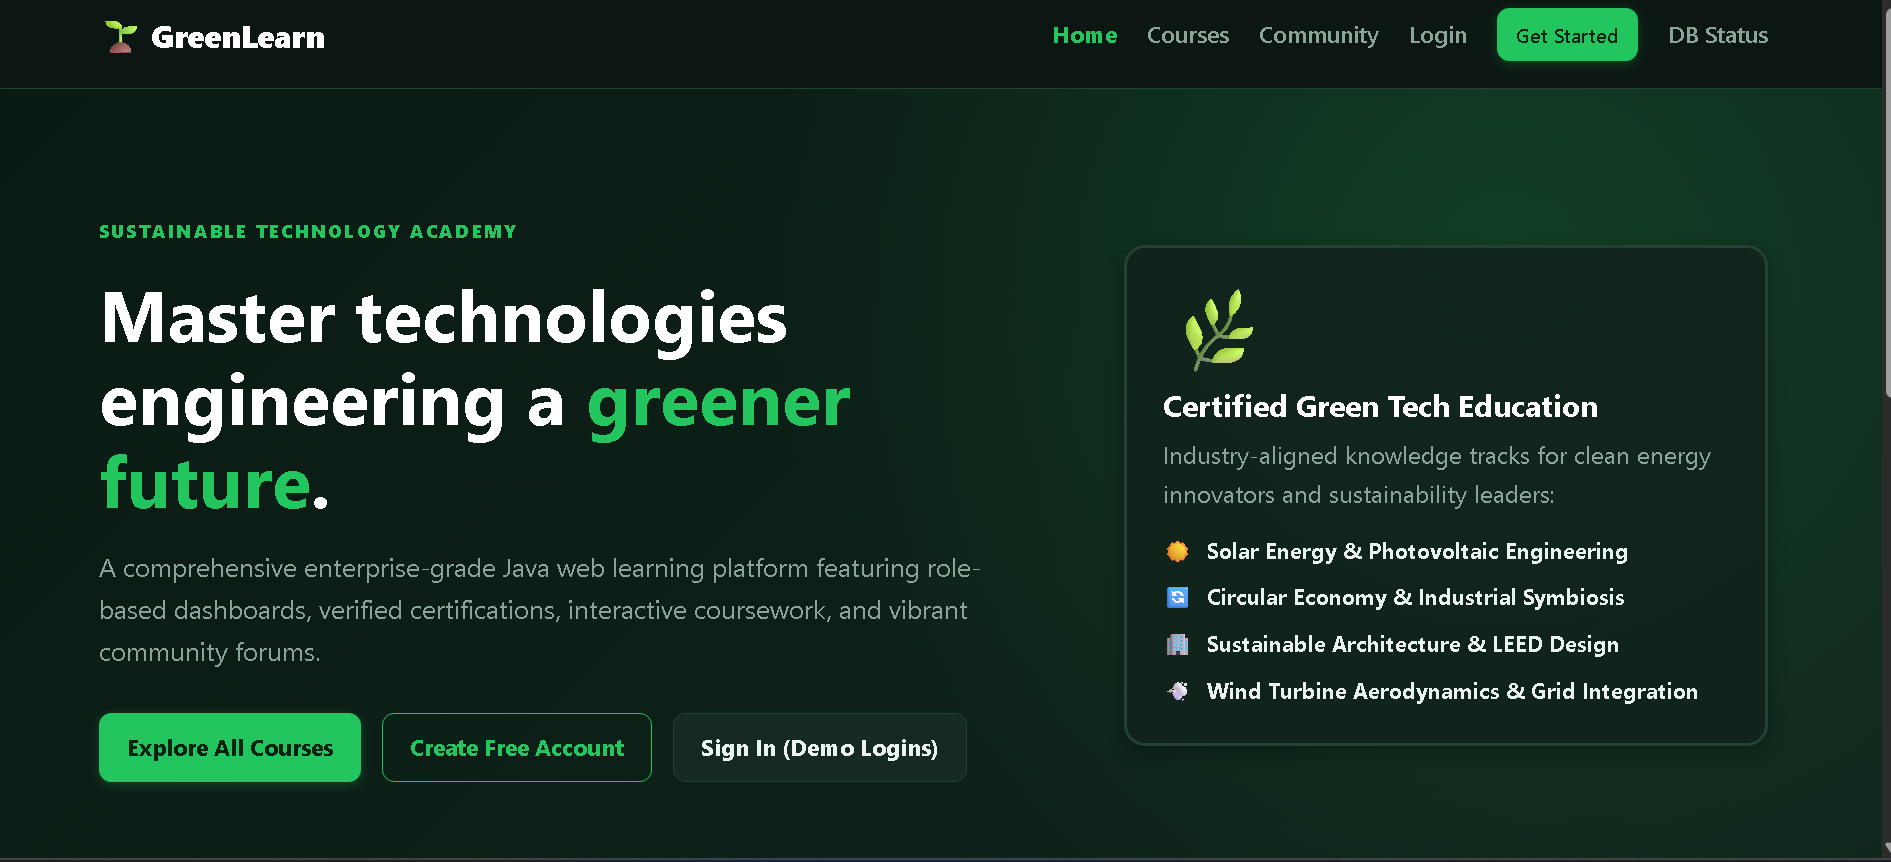 GreenLearn
Home
Courses
Community
Login
Get Started
DB Status
SUSTAINABLE TECHNOLOGY ACADEMY
Master technologies
engineering a greener
future.
A comprehensive enterprise-grade Java web learning platform featuring role-
based dashboards, verified certifications, interactive coursework, and vibrant
community forums.
Explore All Courses
Create Free Account
Sign In (Demo Logins)
Certified Green Tech Education
Industry-aligned knowledge tracks for clean energy
innovators and sustainability leaders:
Solar Energy & Photovoltaic Engineering
Circular Economy & Industrial Symbiosis
Sustainable Architecture & LEED Design
Wind Turbine Aerodynamics & Grid Integration